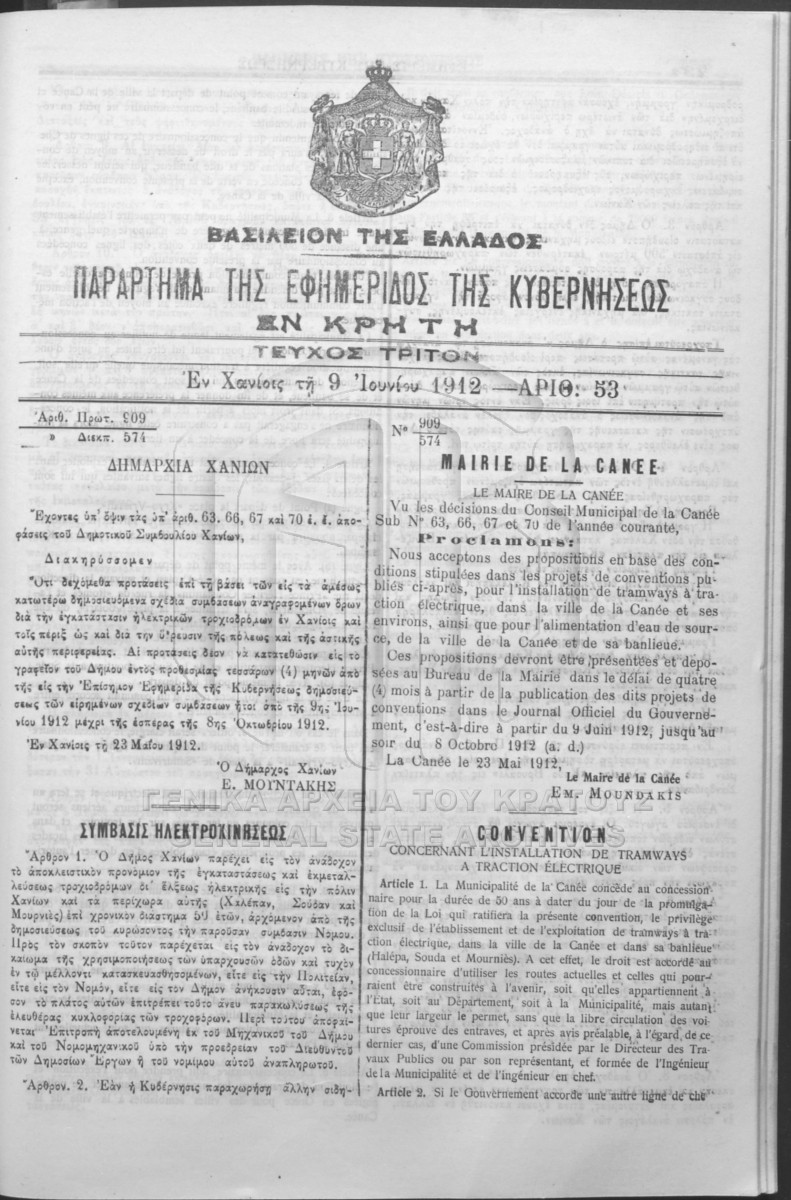 ΒΑΣΙΛΕΙΟΝ ΤΗΣ ΕΛΛΑΔΟΣ
ΠΑΡΑΡΤΗΜΑ ΤΗΣ ΕΦΗΜΕΡΙΔΟΣ ΤΗΣ ΚΥΒΕΡΝΗΣΕΩΣ
ΕΝ ΚΡΗΤΗ
ΤΕΥΧΟΣ ΤΡΙΤΟΝ
Ἐν Χανίοις τῇ 9 Ἰουνίου 1912 —ΑΡΙΘ: 53
Ἀριθ. Πρωτ. 909
» Διεκπ. 574
ΔΗΜΑΡΧΙΑ ΧΑΝΙΩΝ
Ἔχοντες ὑπ' ὄψιν τὰς ὑπ' ἀριθ. 63. 66, 67 καὶ 70 ἐ. ἔ. ἀπο-
φάσεις τοῦ Δημοτικοῦ Συμβουλίου Χανίων,
Διακηρύσσομεν
Ὅτι δεχόμεθα προτάσεις ἐπὶ τῇ βάσει τῶν εἰς τὰ ἀμέσως
κατωτέρω δημοσιευόμενα σχέδια συμβάσεων ἀναγραφομένων ὅρων
διὰ τὴν ἐγκατάστασιν ἠλεκτρικῶν τροχιοδρόμων ἐν Χανίοις καὶ
τοῖς πέριξ ὡς καὶ διὰ τὴν ὕδρευσιν τῆς πόλεως καὶ τῆς ἀστικῆς
αὐτῆς περιφερείας. Αἱ προτάσεις δέον νὰ κατατεθῶσιν εἰς τὸ
γραφεῖον τοῦ Δήμου ἐντὸς προθεσμίας τεσσάρων (4) μηνῶν ἀπὸ
τῆς εἰς τὴν Ἐπίσημον Ἐφημερίδα τῆς Κυβερνήσεως δημοσιεύ-
σεως τῶν εἰρημένων σχεδίων συμβάσεων ἤτοι ἀπὸ τῆς 9ης Ἰου-
νίου 1912 μέχρι τῆς ἑσπέρας τῆς 8ης Ὀκτωβρίου 1912.
Ἐν Χανίοις τῇ 23 Μαΐου 1912.
Ὁ Δήμαρχος Χανίων
Ε. ΜΟΥΝΤΑΚΗΣ
ΣΥΜΒΑΣΙΣ ΗΛΕΚΤΡΟΚΙΝΗΣΕΩΣ
Ἄρθρον 1. Ὁ Δῆμος Χανίων παρέχει εἰς τὸν ἀνάδοχον
τὸ ἀποκλειστικὸν προνόμιον τῆς ἐγκαταστάσεως καὶ ἐκμεταλ-
λεύσεως τροχιοδρόμων δι' ἕλξεως ἠλεκτρικῆς εἰς τὴν πόλιν
Χανίων καὶ τὰ περίχωρα αὐτῆς (Χαλέπαν, Σούδαν καὶ
Μουρνιὲς) ἐπὶ χρονικὸν διάστημα 50 ἐτῶν, ἀρχόμενον ἀπὸ τῆς
δημοσιεύσεως τοῦ κυρώσοντος τὴν παροῦσαν σύμβασιν Νόμου.
Πρὸς τὸν σκοπὸν τοῦτον παρέχεται εἰς τὸν ἀνάδοχον τὸ δι-
καίωμα τῆς χρησιμοποιήσεως τῶν ὑπαρχουσῶν ὁδῶν καὶ τυχὸν
ἐν τῷ μέλλοντι κατασκευασθησομένων, εἴτε εἰς τὴν Πολιτείαν,
εἴτε εἰς τὸν Νομόν, εἴτε εἰς τὸν Δῆμον ἀνήκουσιν αὗται, ἐφό-
σον τὸ πλάτος αὐτῶν ἐπιτρέπει τοῦτο ἄνευ παρακωλύσεως τῆς
ἐλευθέρας κυκλοφορίας τῶν τροχοφόρων. Περὶ τούτου ἀποφαί-
νεται Ἐπιτροπὴ ἀποτελουμένη ἐκ τοῦ Μηχανικοῦ τοῦ Δήμου
καὶ τοῦ Νομομηχανικοῦ ὑπὸ τὴν προεδρείαν τοῦ Διευθυντοῦ
τῶν Δημοσίων Ἔργων ἢ τοῦ νομίμου αὐτοῦ ἀναπληρωτοῦ.
Ἄρθρον. 2. Ἐὰν ἡ Κυβέρνησις παραχωρήσῃ ἄλλην σιδη-
Nº 909
574
MAIRIE DE LA CANEE
LE MAIRE DE LA CANÉE
Vu les décisions du Conseil Municipal de la Canée
Sub Nº 63, 66, 67 et 70 de l'année courante,
Proclamons:
Nous acceptons des propositions en base des con-
ditions stipulées dans les projets de conventions pu-
bliés ci-après, pour l'installation de tramways à tra-
ction électrique, dans la ville de la Canée et ses
environs, ainsi que pour l'alimentation d'eau de sour-
ce, de la ville de la Canée et de sa banlieue.
Ces propositions devront être présentées et dépo-
sées au Bureau de la Mairie dans le délai de quatre
(4) mois à partir de la publication des dits projets de
conventions dans le Journal Officiel du Gouverne-
ment, c'est-à-dire à partir du 9 Juin 1912, jusqu'au
soir du 8 Octobro 1912 (a. d.)
La Canée le 23 Mai 1912,
Le Maire de la Canée
EM. MOUNDAKIS
CONVENTION
CONCERNANT L'INSTALLATION DE TRAMWAYS
A TRACTION ÉLECTRIQUE
Article 1. La Municipalité de la Canée concède au concession-
naire pour la durée de 50 ans à dater du jour de la promulga-
tion de la Loi qui ratifiera la présente convention, le privilège
exclusif de l'établissement et de l'exploitation de tramways à tra-
ction électrique, dans la ville de la Canée et dans sa banlieue
(Halépa, Souda et Mourniès). A cet effet, le droit est accordé au
concessionnaire d'utiliser les routes actuelles et celles qui pour-
raient être construités à l'avenir, soit qu'elles appartiennent à
l'État, soit au Département, soit à la Municipalité, mais autant
que leur largeur le permet, sans que la libre circulation des voi-
tures éprouve des entraves, et après avis préalable, à l'égard, de ce
dernier cas, d'une Commission présidée par le Directeur des Tra-
vaux Publics ou par son représentant, et formée de l'Ingénieur
de la Municipalité et de l'ingénieur en chef.
Article 2. Si le Gouvernement accorde une autre ligne de che
ΓΕΝΙΚΑ ΑΡΧΕΙΑ ΤΟΥ ΚΡΑΤΟΥΣ
GENERAL STATE ARCHIVES